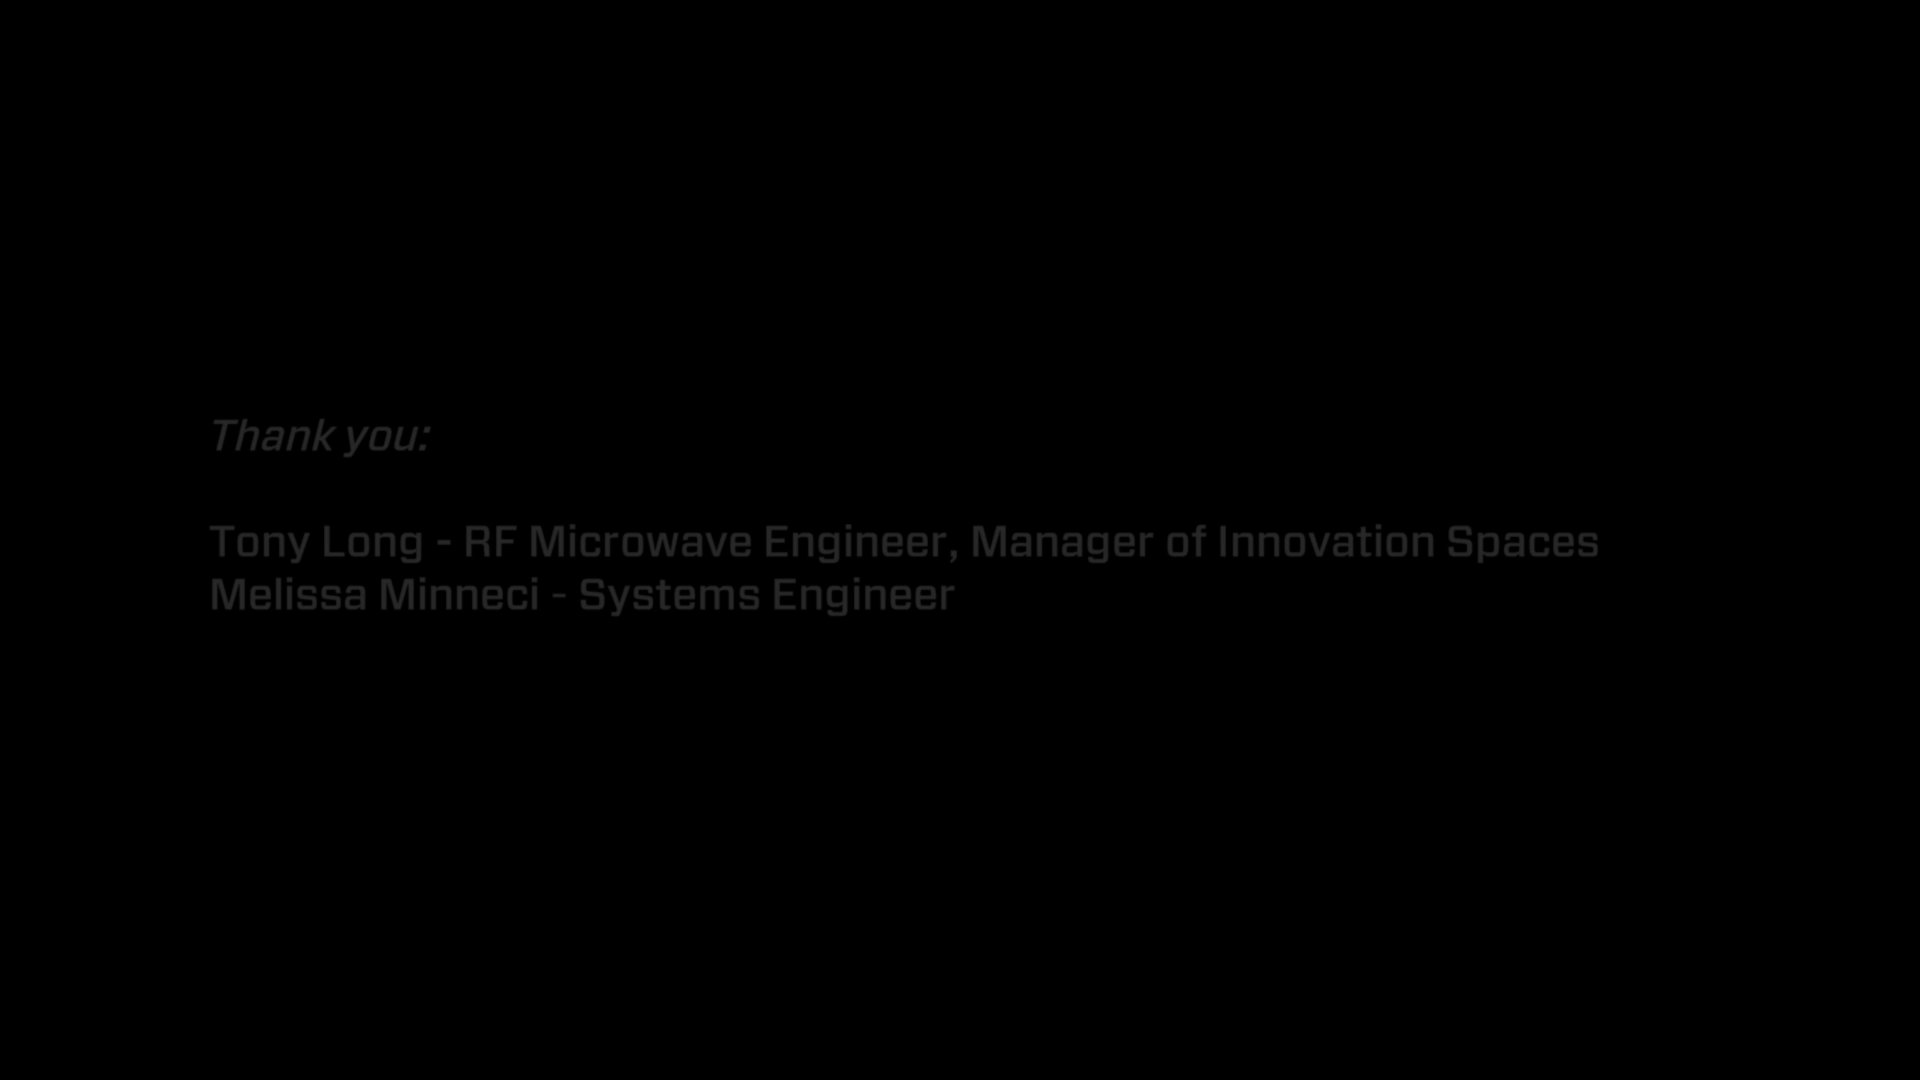 Thank you:
Tony Long - RF Microwave Engineer, Manager of Innovation Spaces
Melissa Minneci - Systems Engineer